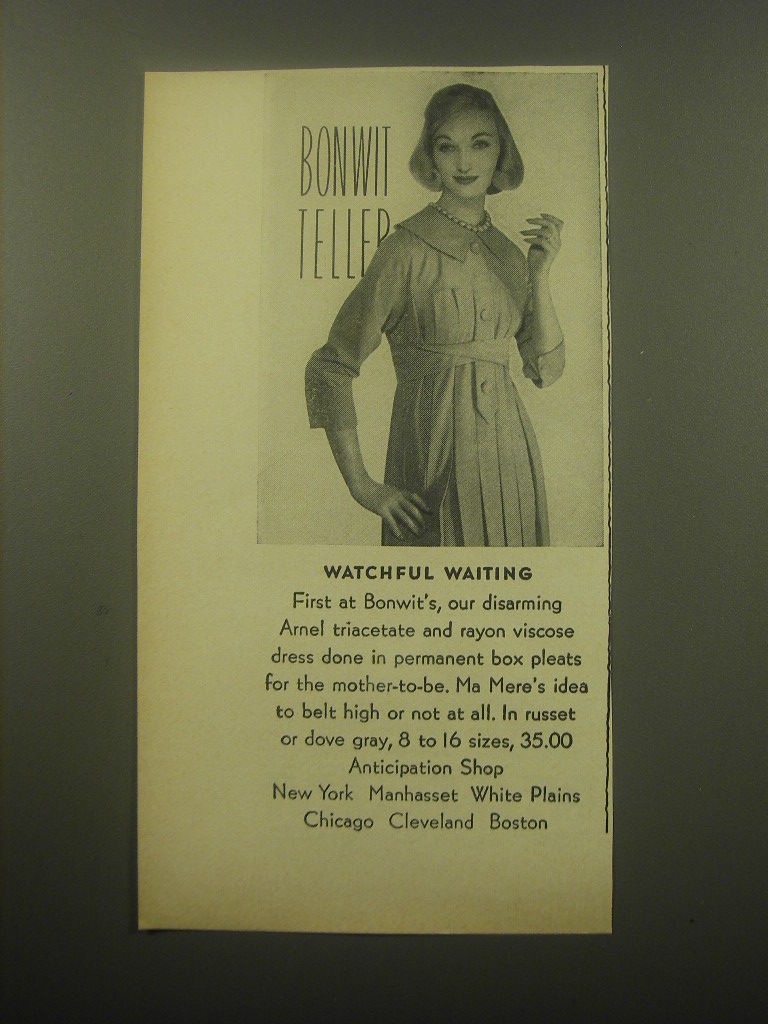 BONWIT
TELLER
WATCHFUL WAITING
First at Bonwit's, our disarming
Arnel triacetate and rayon viscose
dress done in permanent box pleats
for the mother-to-be. Ma Mere's idea
to belt high or not at all. In russet
or dove gray, 8 to 16 sizes, 35.00
Anticipation Shop
New York Manhasset White Plains
Chicago Cleveland Boston